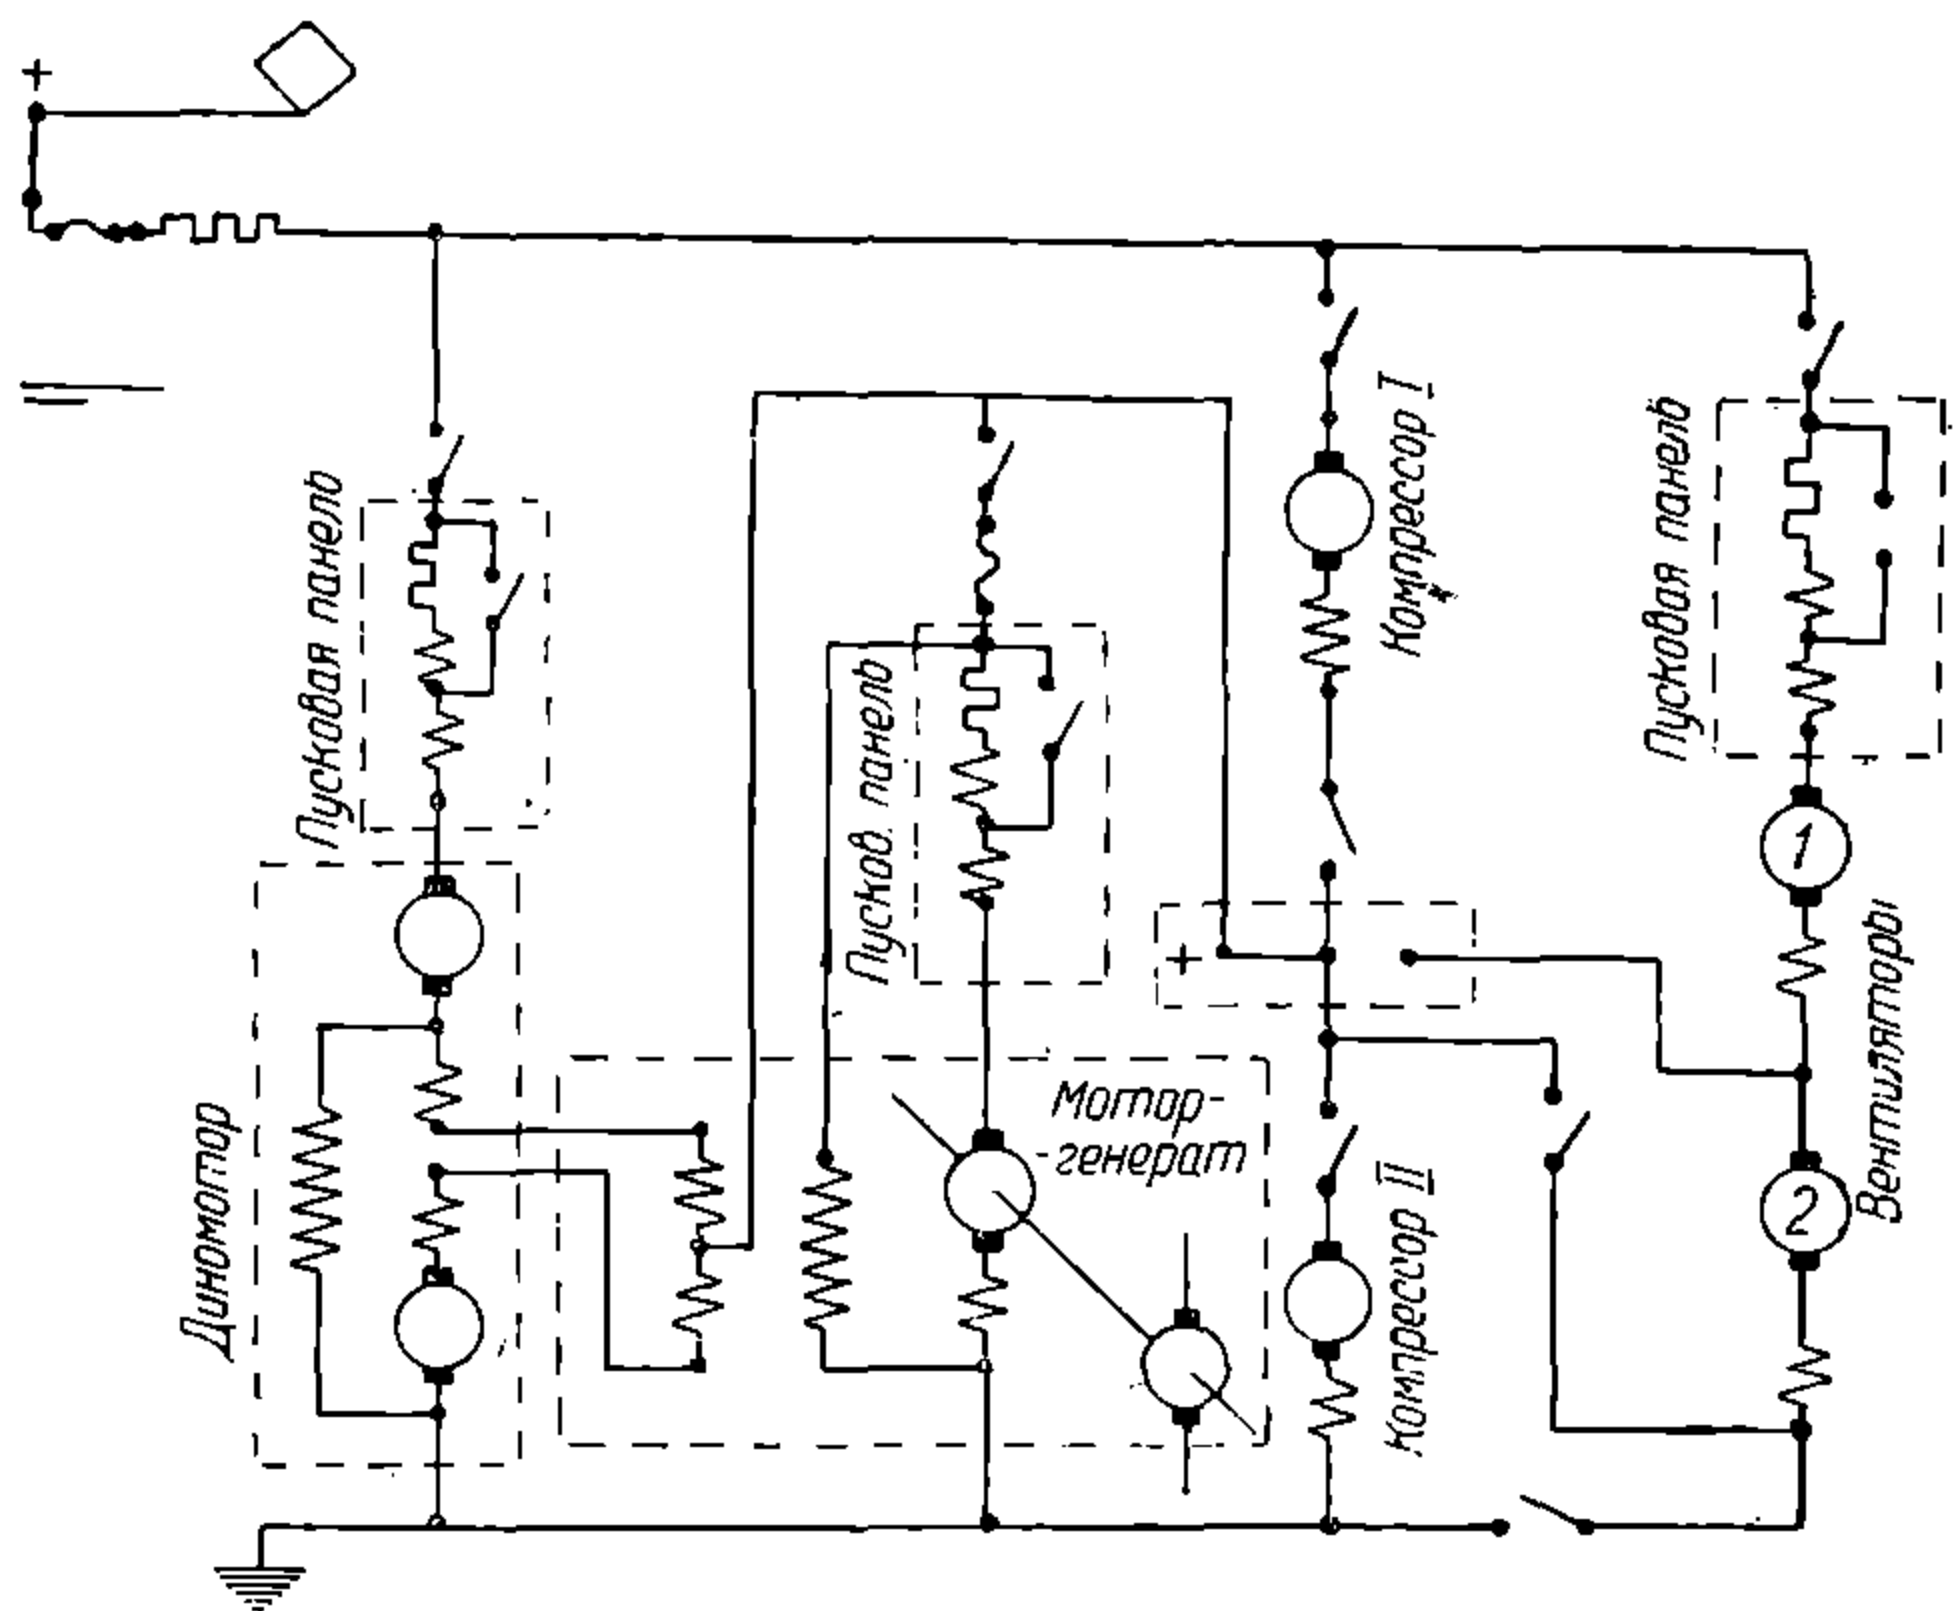 +
Пусковая панель
Динамотор
Пусков. панель
Мотор-
-генерат
Компрессор I
+
Компрессор II
Пусковая панель
1
2
Вентиляторы